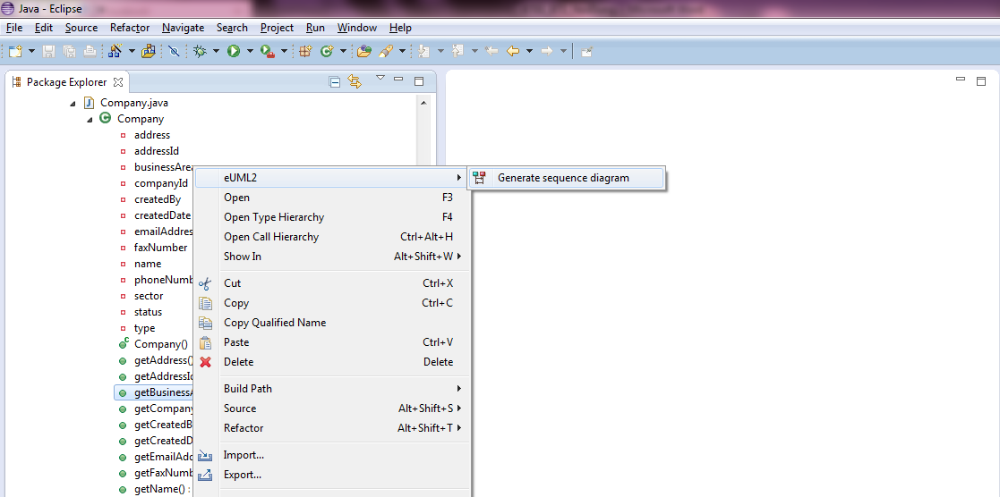 Java - Eclipse
File Edit Source Refactor Navigate Search Project Run Window Help
Package Explorer
Company.java
Company
address
addressId
businessArea
companyId
createdBy
createdDate
emailAddres
faxNumber
name
phoneNumb
sector
status
type
Company()
getAddress()
getAddressId
getBusinessA
getCompany
getCreatedB
getCreatedD
getEmailAdd
getFaxNumb
getName() :
eUML2
Open F3
Open Type Hierarchy F4
Open Call Hierarchy Ctrl+Alt+H
Show In Alt+Shift+W
Cut Ctrl+X
Copy Ctrl+C
Copy Qualified Name
Paste Ctrl+V
Delete Delete
Build Path
Source Alt+Shift+S
Refactor Alt+Shift+T
Import...
Export...
Generate sequence diagram